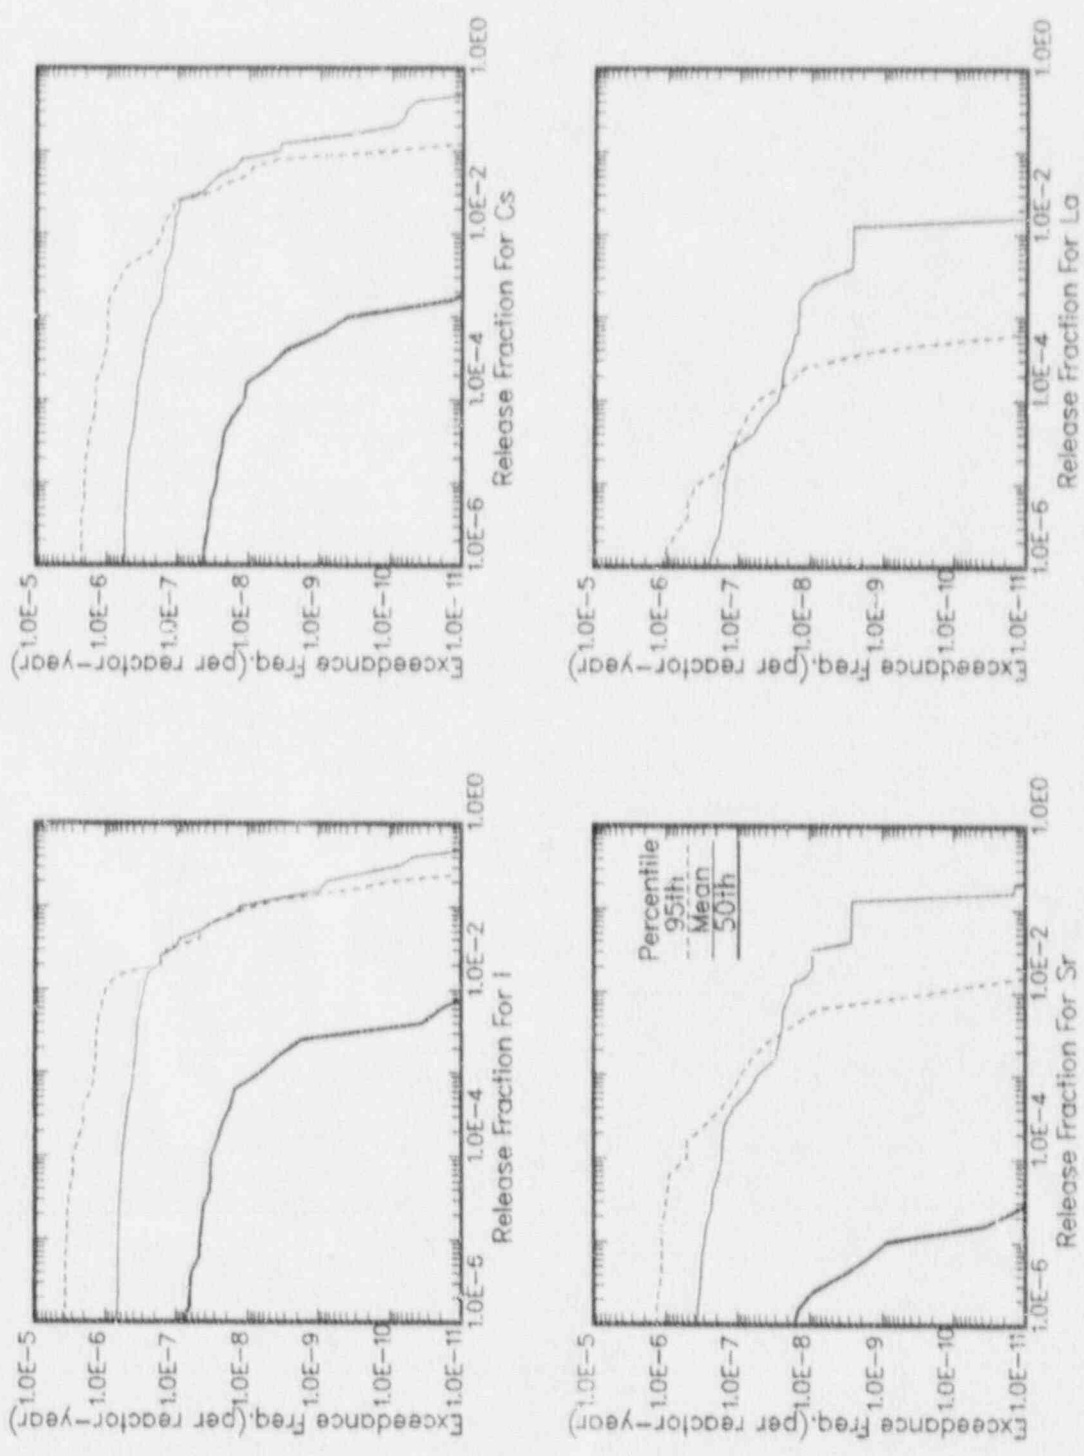 Exceedance Freq.(per reactor-year)
1.0E-5
1.0E-6
1.0E-7
1.0E-8
1.0E-9
1.0E-10
1.0E-11
1.0E-6
1.0E-4
1.0E-2
1.0E0
Release Fraction For I
Exceedance Freq.(per reactor-year)
1.0E-5
1.0E-6
1.0E-7
1.0E-8
1.0E-9
1.0E-10
1.0E-11
1.0E-6
1.0E-4
1.0E-2
1.0E0
Release Fraction For Cs
Exceedance Freq.(per reactor-year)
1.0E-5
1.0E-6
1.0E-7
1.0E-8
1.0E-9
1.0E-10
1.0E-11
Percentile
95th
Mean
50th
1.0E-6
1.0E-4
1.0E-2
1.0E0
Release Fraction For Sr
Exceedance Freq.(per reactor-year)
1.0E-5
1.0E-6
1.0E-7
1.0E-8
1.0E-9
1.0E-10
1.0E-11
1.0E-6
1.0E-4
1.0E-2
1.0E0
Release Fraction For La